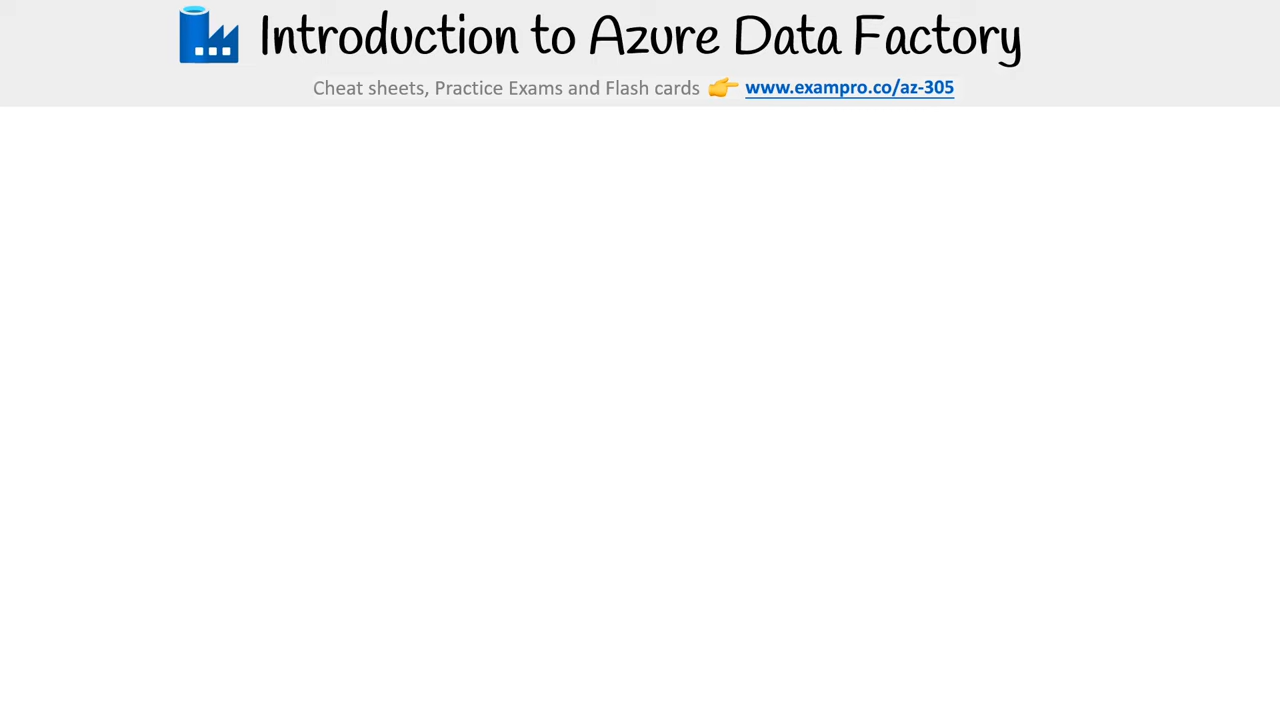 Introduction to Azure Data Factory
Cheat sheets, Practice Exams and Flash cards 👉 www.exampro.co/az-305